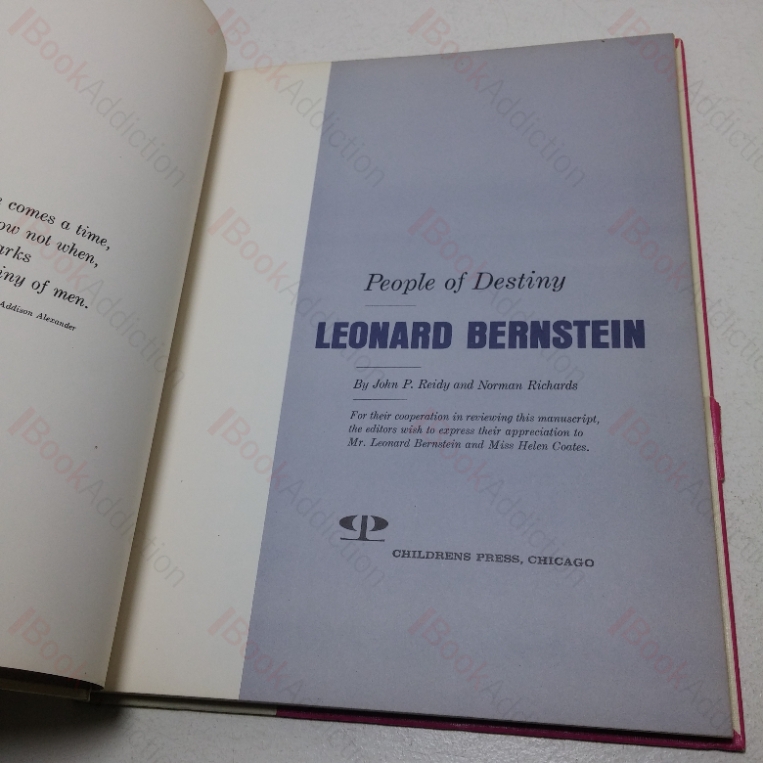 comes a time,
ow not when,
arks
iny of men.
Addison Alexander
People of Destiny
LEONARD BERNSTEIN
By John P. Reidy and Norman Richards
For their cooperation in reviewing this manuscript,
the editors wish to express their appreciation to
Mr. Leonard Bernstein and Miss Helen Coates.
CHILDRENS PRESS, CHICAGO
BookAddiction